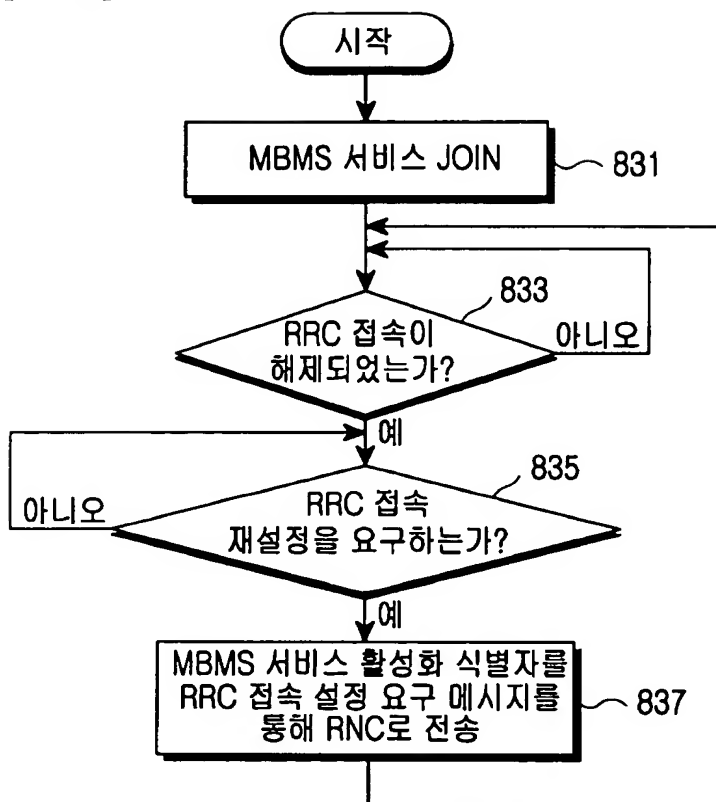 시작
MBMS 서비스 JOIN
831
833
RRC 접속이
해제되었는가?
아니오
예
835
아니오
RRC 접속
재설정을 요구하는가?
예
MBMS 서비스 활성화 식별자를
RRC 접속 설정 요구 메시지를
통해 RNC로 전송
837